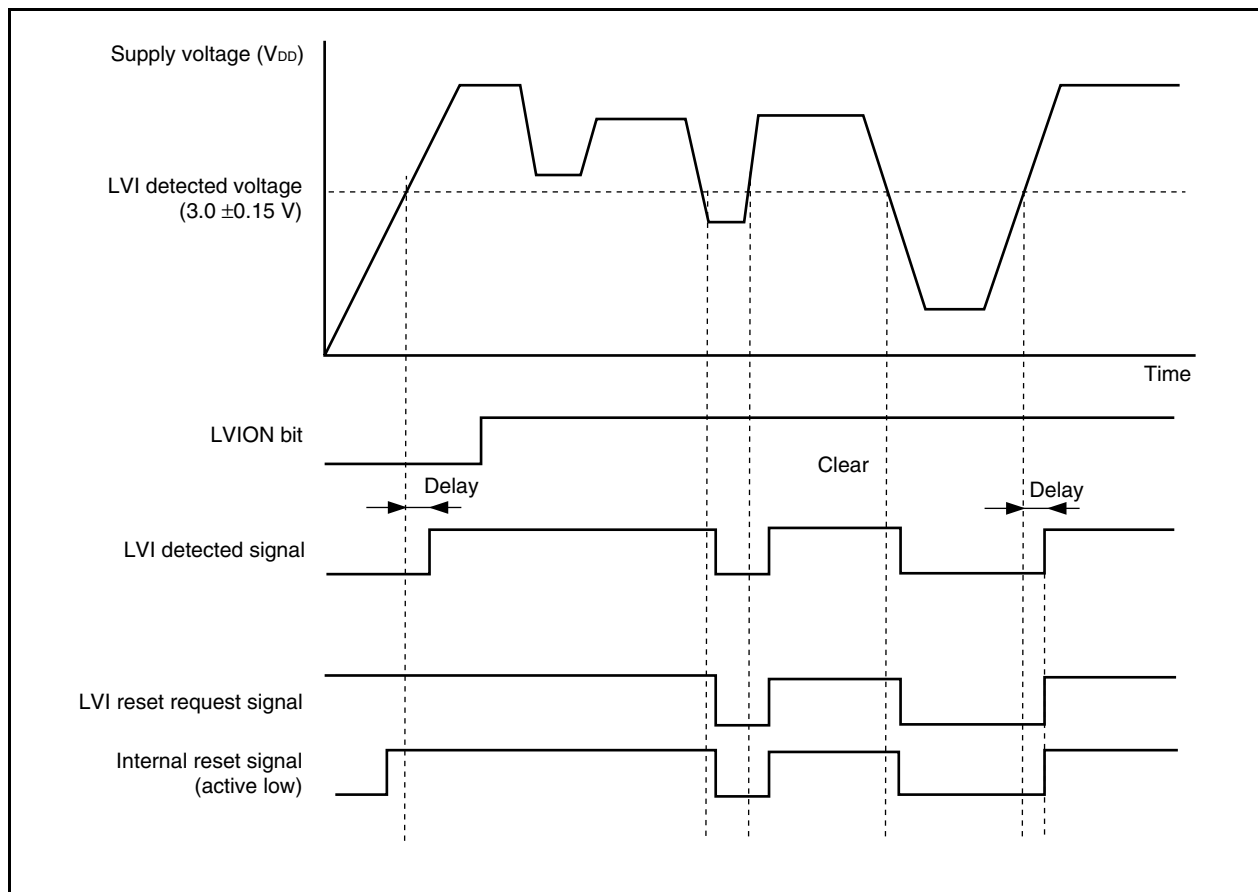 Supply voltage (VDD)
LVI detected voltage
(3.0 ±0.15 V)
Time
LVION bit
Clear
Delay
Delay
LVI detected signal
LVI reset request signal
Internal reset signal
(active low)